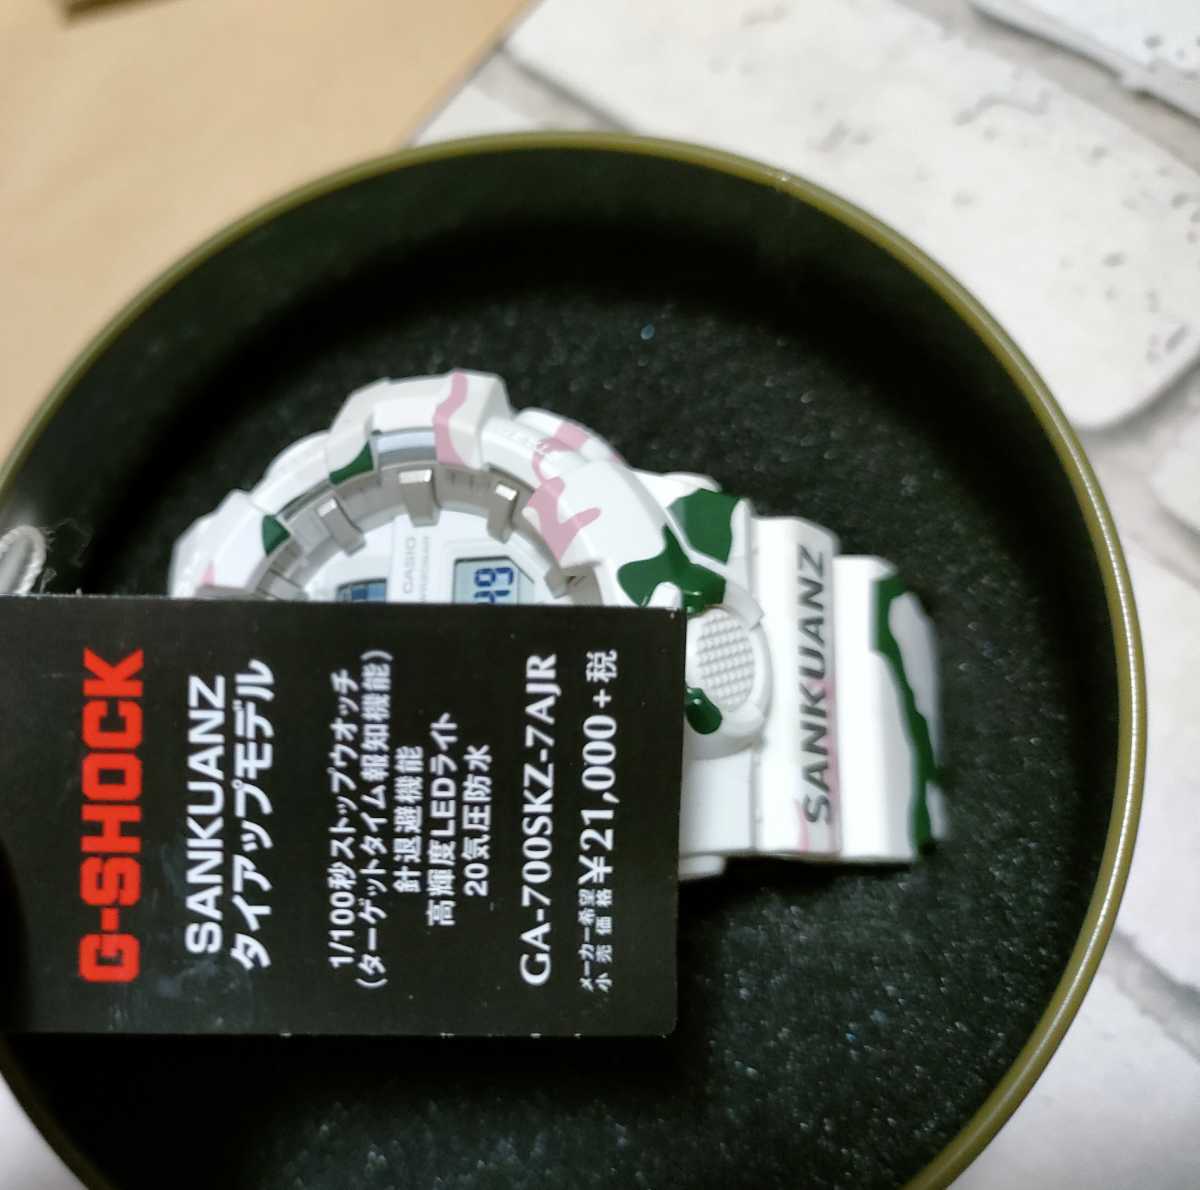 G-SHOCK
SANKUANZ
タイアップモデル
1/100秒ストップウオッチ
(ターゲットタイム報知機能)
針退避機能
高輝度LEDライト
20気圧防水
GA-700SKZ-7AJR
メーカー希望
小売価格
¥21,000+税
CASIO
49
SANKUANZ